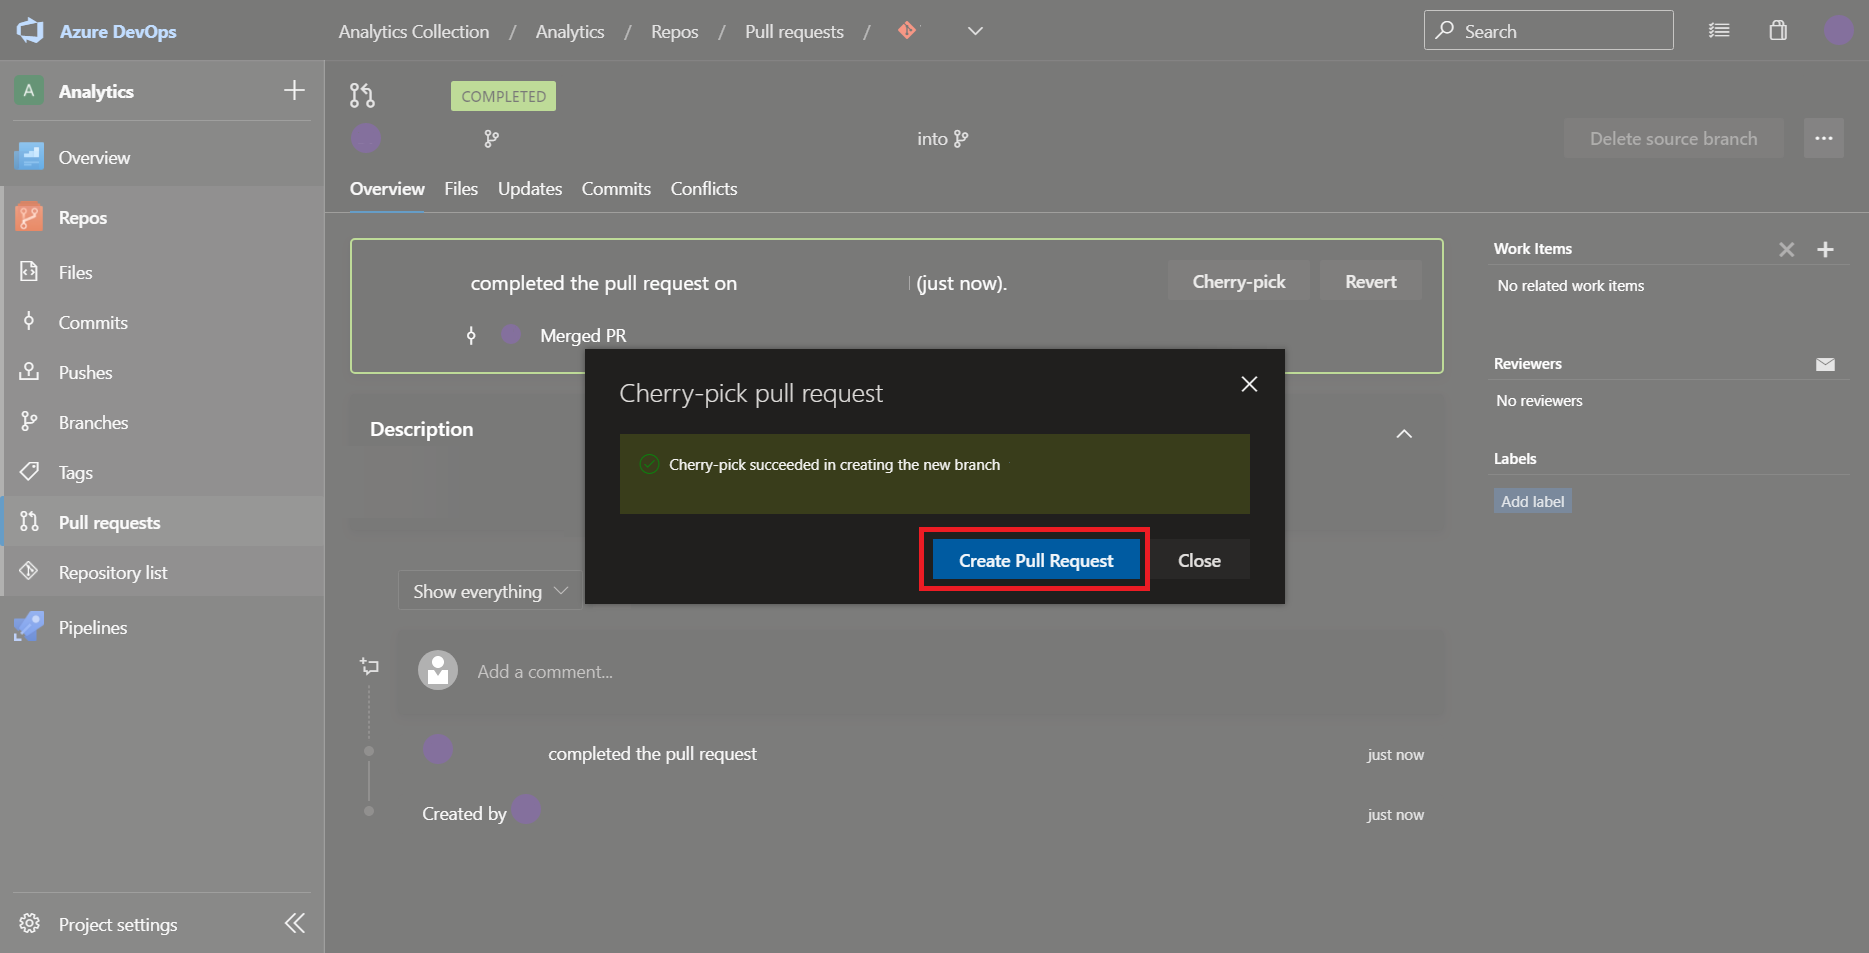 Azure DevOps
Analytics Collection / Analytics / Repos / Pull requests /
Search
A Analytics
Overview
Repos
Files
Commits
Pushes
Branches
Tags
Pull requests
Repository list
Pipelines
Project settings
COMPLETED
into
Delete source branch
Overview Files Updates Commits Conflicts
completed the pull request on (just now).
Cherry-pick
Revert
Merged PR
Description
Cherry-pick pull request
Cherry-pick succeeded in creating the new branch
Create Pull Request
Close
Show everything
Add a comment...
completed the pull request
just now
Created by
just now
Work Items
No related work items
Reviewers
No reviewers
Labels
Add label